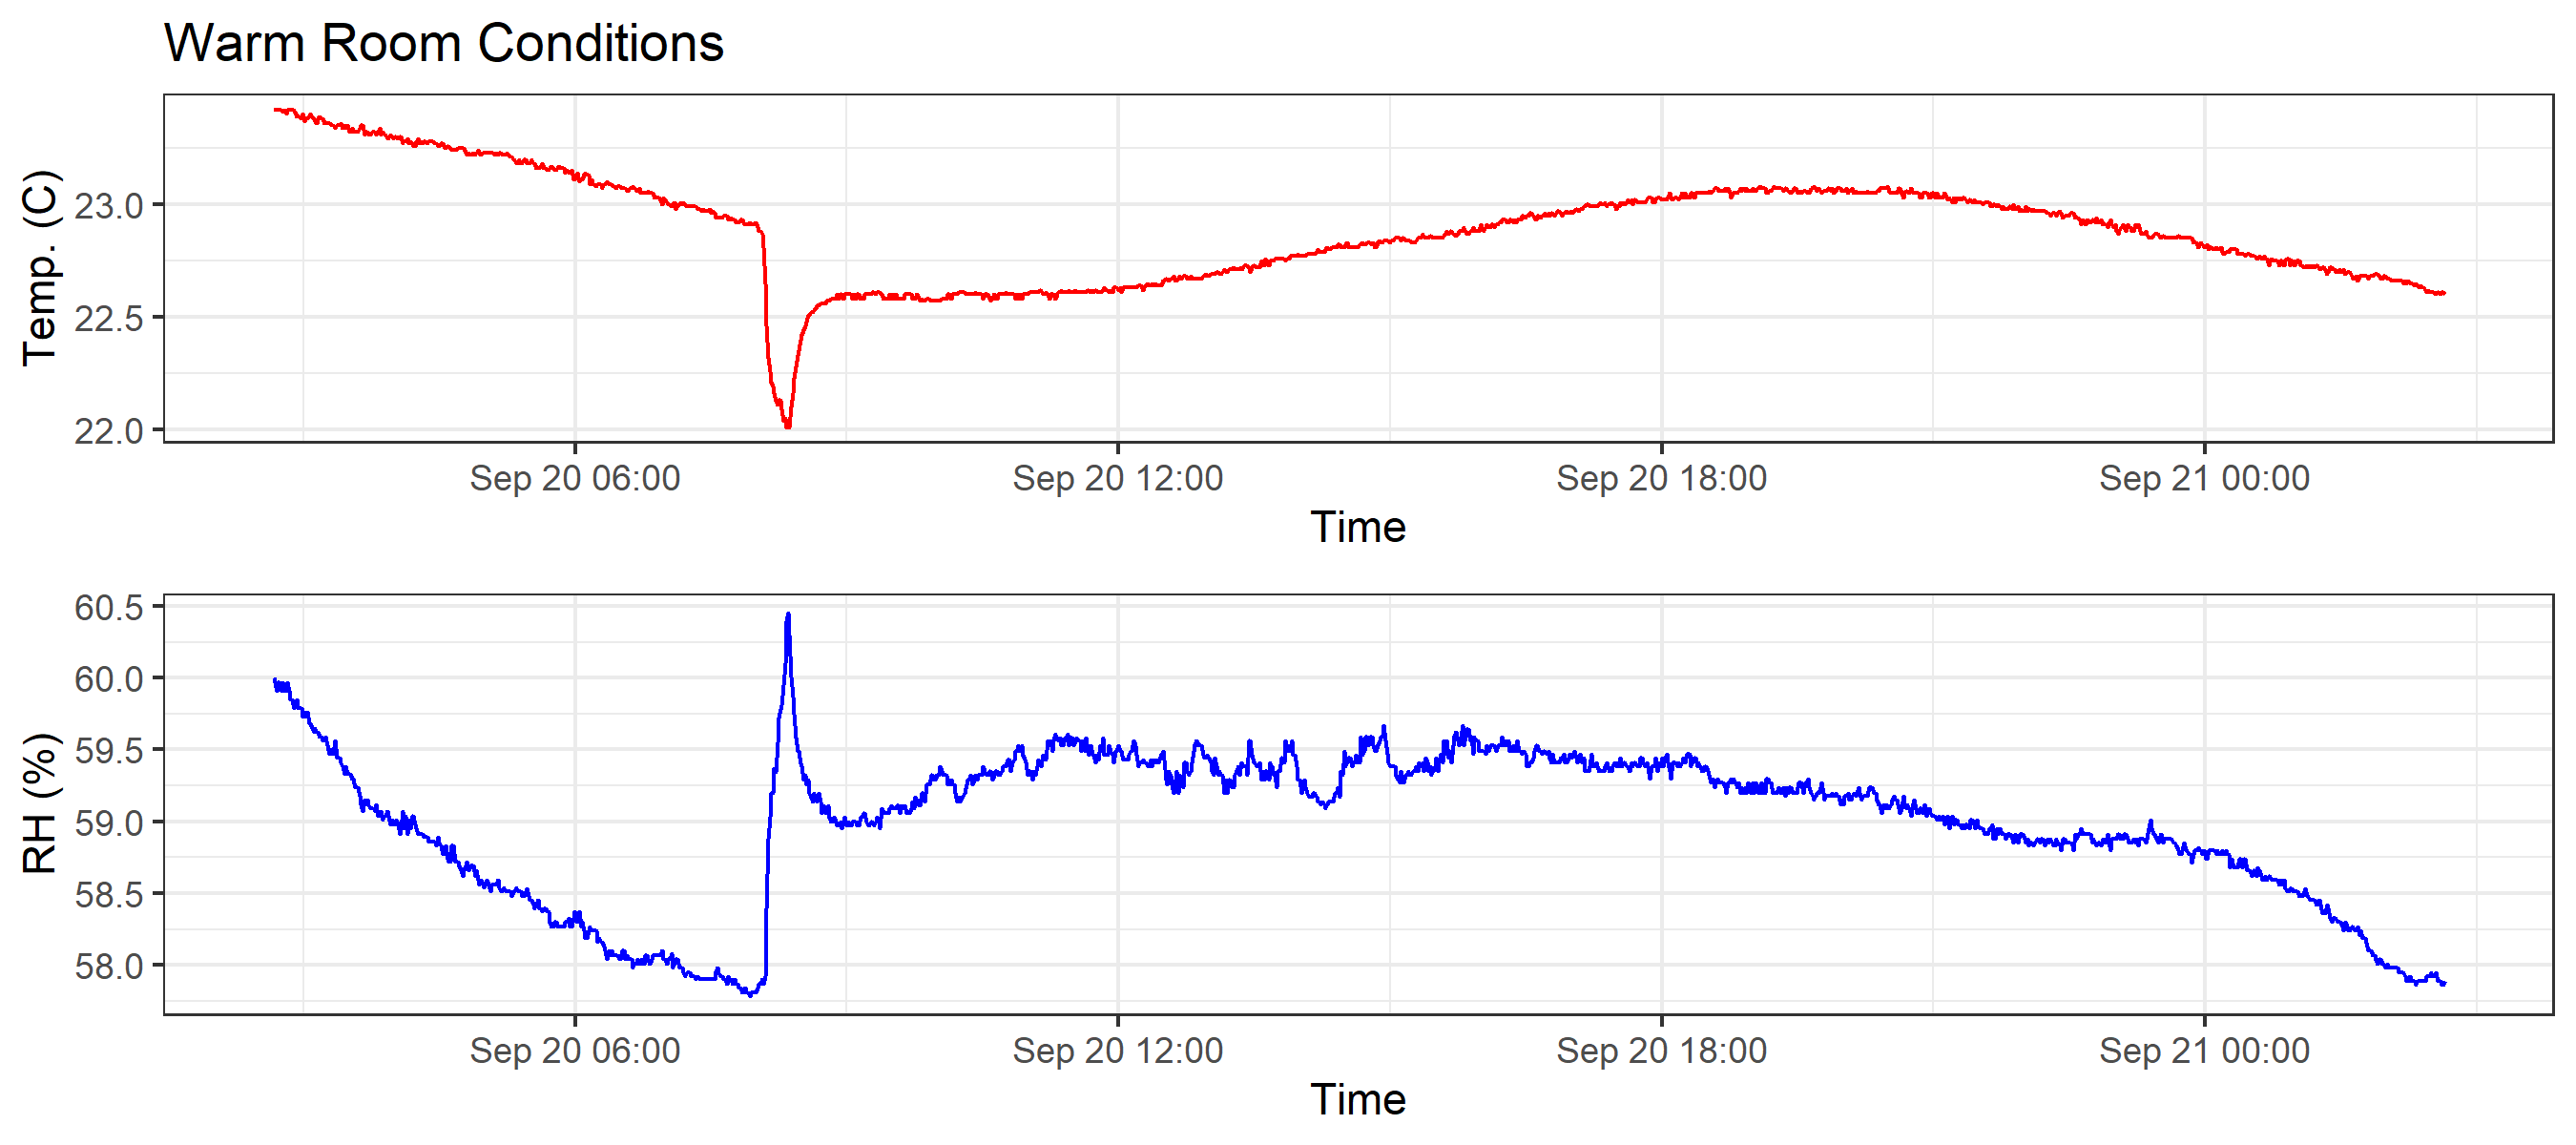 Warm Room Conditions
Temp. (C)
23.0
22.5
22.0
Sep 20 06:00 Sep 20 12:00 Sep 20 18:00 Sep 21 00:00
Time
RH (%)
60.5
60.0
59.5
59.0
58.5
58.0
Sep 20 06:00 Sep 20 12:00 Sep 20 18:00 Sep 21 00:00
Time